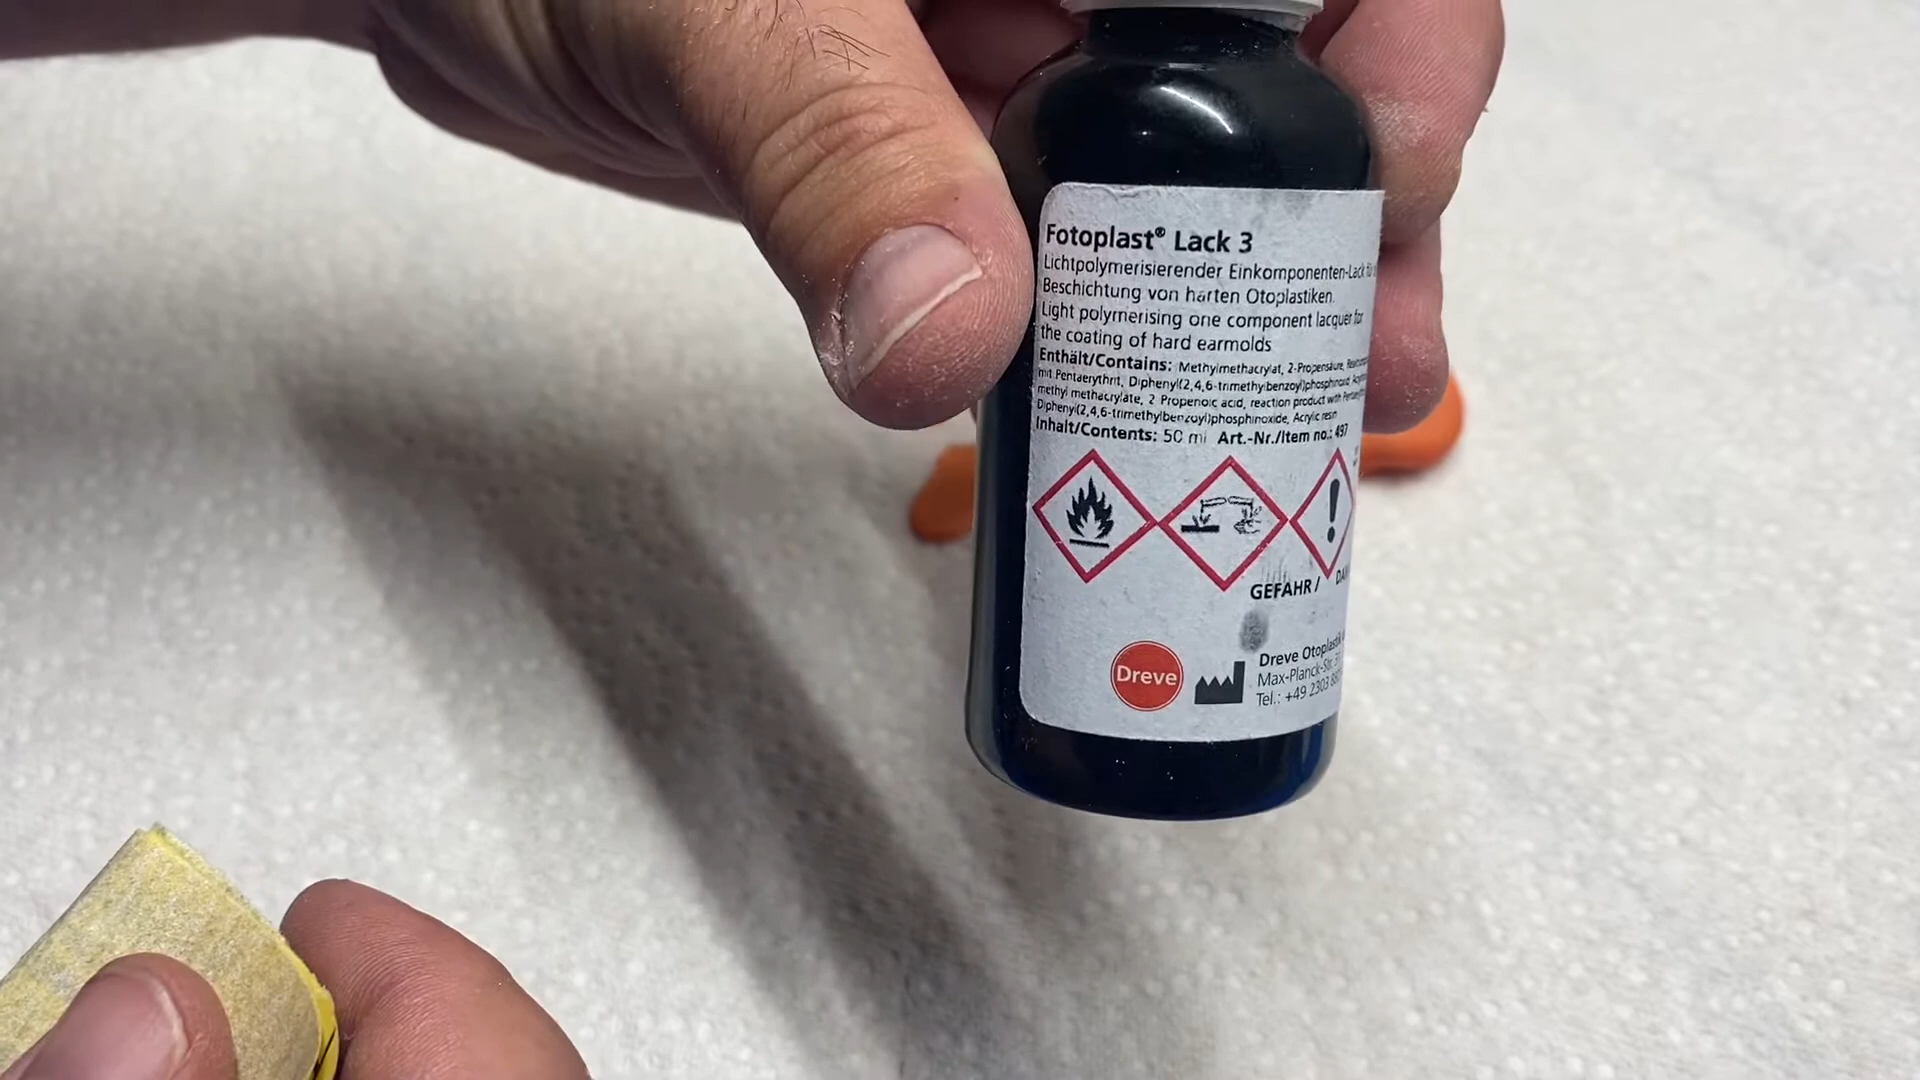 Fotoplast® Lack 3
Lichtpolymerisierender Einkomponenten-Lack für
Beschichtung von harten Otoplastiken.
Light polymerising one component lacquer for
the coating of hard earmolds
Enthält/Contains: Methylmethacrylat, 2-Propensäure,
mit Pentaerythrit, Diphenyl(2,4,6-trimethylbenzoyl)phosphinoxid
methyl methacrylate, 2 Propenoic acid, reaction product with
Diphenyl(2,4,6-trimethylbenzoyl)phosphinoxide, Acrylic resin
Inhalt/Contents: 50 ml Art.-Nr./Item no.: 497
GEFAHR /
Dreve
Dreve Otoplastik
Max-Planck-Str.
Tel.: +49 2303